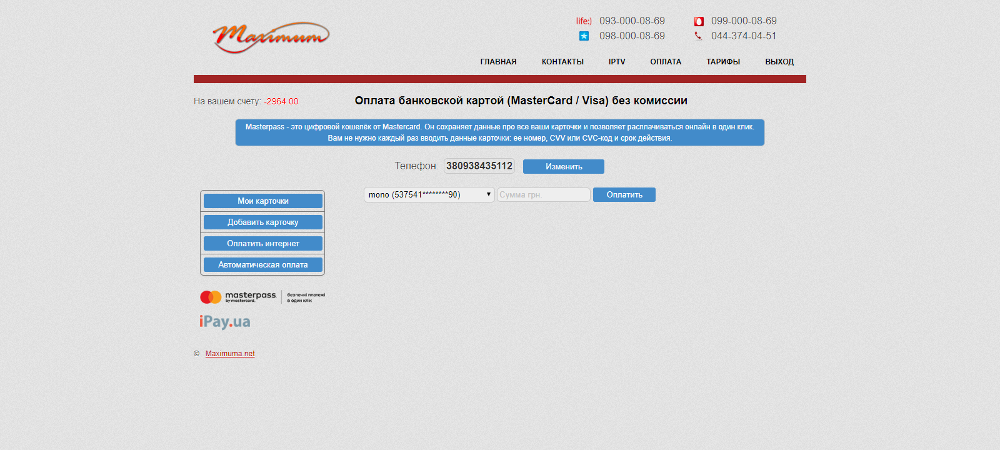 Maximum
life:) 093-000-08-69 099-000-08-69
098-000-08-69 044-374-04-51
ГЛАВНАЯ КОНТАКТЫ IPTV ОПЛАТА ТАРИФЫ ВЫХОД
На вашем счету: -2964.00
Оплата банковской картой (MasterCard / Visa) без комиссии
Masterpass - это цифровой кошелёк от Mastercard. Он сохраняет данные про все ваши карточки и позволяет расплачиваться онлайн в один клик.
Вам не нужно каждый раз вводить данные карточки: ее номер, CVV или CVC-код и срок действия.
Телефон: 380938435112 Изменить
mono (537541********90) Сумма грн. Оплатить
Мои карточки
Добавить карточку
Оплатить интернет
Автоматическая оплата
masterpass
by mastercard.
безпечні платежі
в один клік
iPay.ua
© Maximuma.net